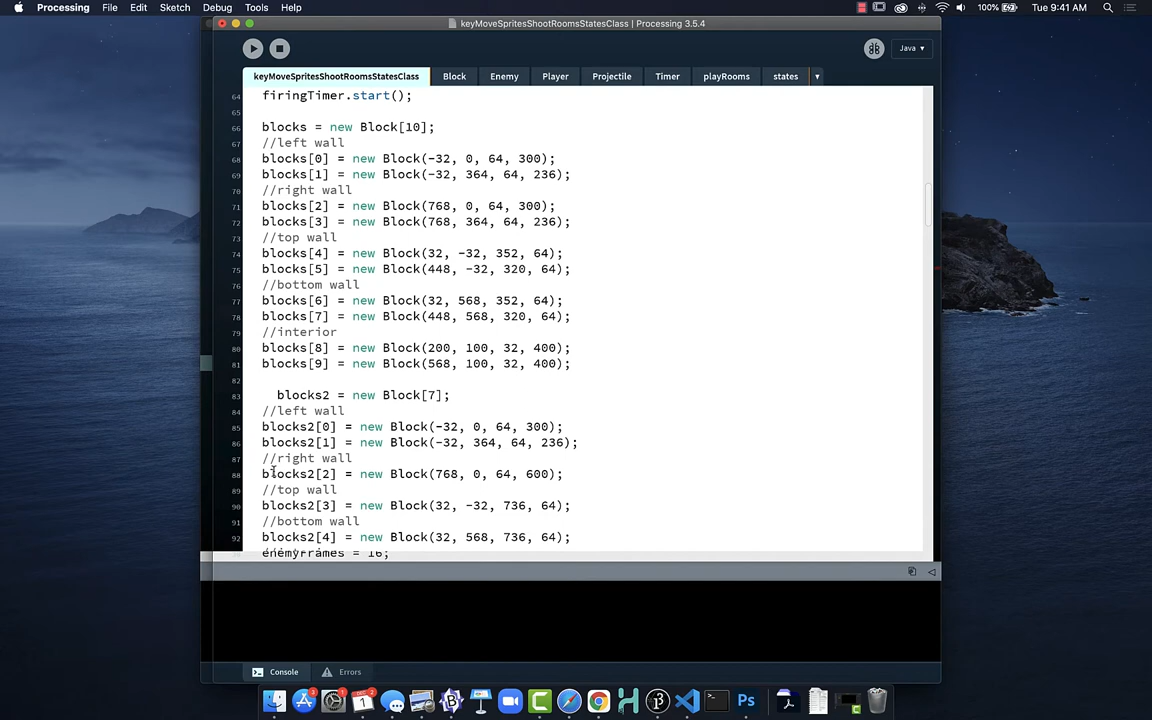 Processing File Edit Sketch Debug Tools Help 100% Tue 9:41 AM
keyMoveSpritesShootRoomsStatesClass | Processing 3.5.4
Java ▾
keyMoveSpritesShootRoomsStatesClass Block Enemy Player Projectile Timer playRooms states ▾
64 firingTimer.start();
65
66 blocks = new Block[10];
67 //left wall
68 blocks[0] = new Block(-32, 0, 64, 300);
69 blocks[1] = new Block(-32, 364, 64, 236);
70 //right wall
71 blocks[2] = new Block(768, 0, 64, 300);
72 blocks[3] = new Block(768, 364, 64, 236);
73 //top wall
74 blocks[4] = new Block(32, -32, 352, 64);
75 blocks[5] = new Block(448, -32, 320, 64);
76 //bottom wall
77 blocks[6] = new Block(32, 568, 352, 64);
78 blocks[7] = new Block(448, 568, 320, 64);
79 //interior
80 blocks[8] = new Block(200, 100, 32, 400);
81 blocks[9] = new Block(568, 100, 32, 400);
82
83 blocks2 = new Block[7];
84 //left wall
85 blocks2[0] = new Block(-32, 0, 64, 300);
86 blocks2[1] = new Block(-32, 364, 64, 236);
87 //right wall
88 blocks2[2] = new Block(768, 0, 64, 600);
89 //top wall
90 blocks2[3] = new Block(32, -32, 736, 64);
91 //bottom wall
92 blocks2[4] = new Block(32, 568, 736, 64);
enemyFrames = 16;
Console Errors